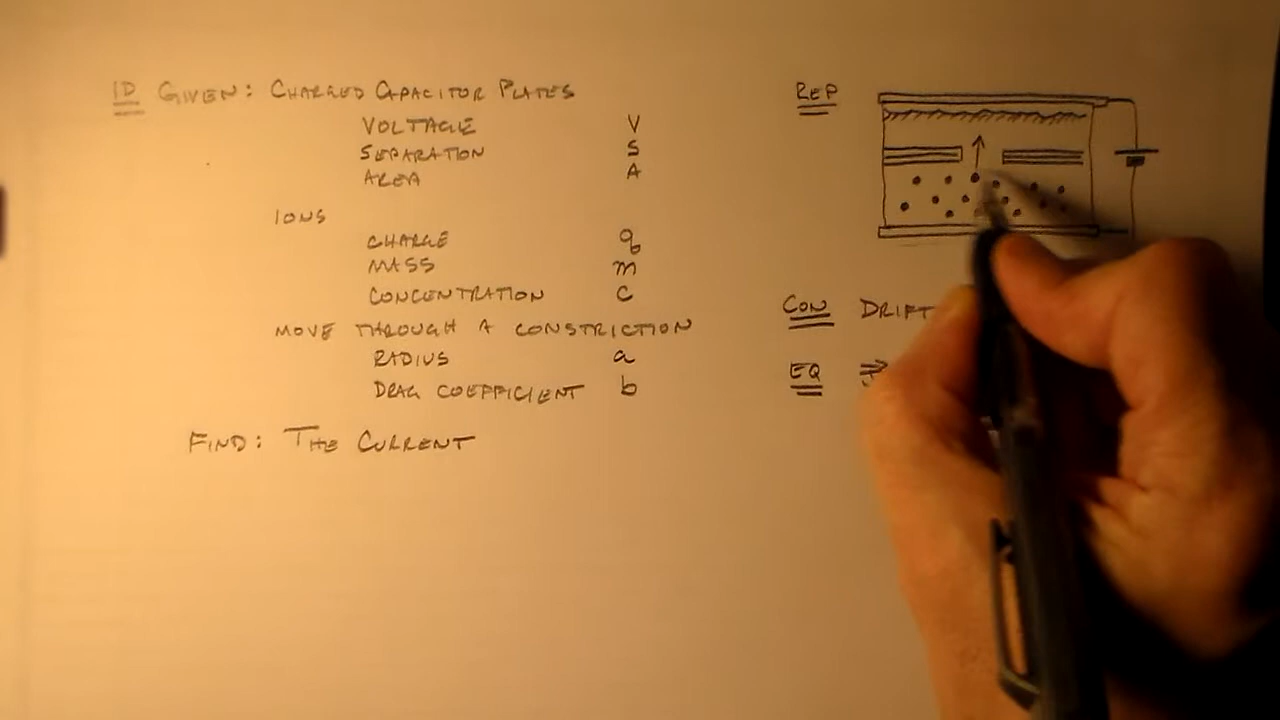 ID GIVEN: CHARGED CAPACITOR PLATES
VOLTAGE V
SEPARATION S
AREA A
IONS
CHARGE q
MASS m
CONCENTRATION C
MOVE THROUGH A CONSTRICTION
RADIUS a
DRAG COEFFICIENT b
FIND: THE CURRENT
REP
CON DRIFT
EQ